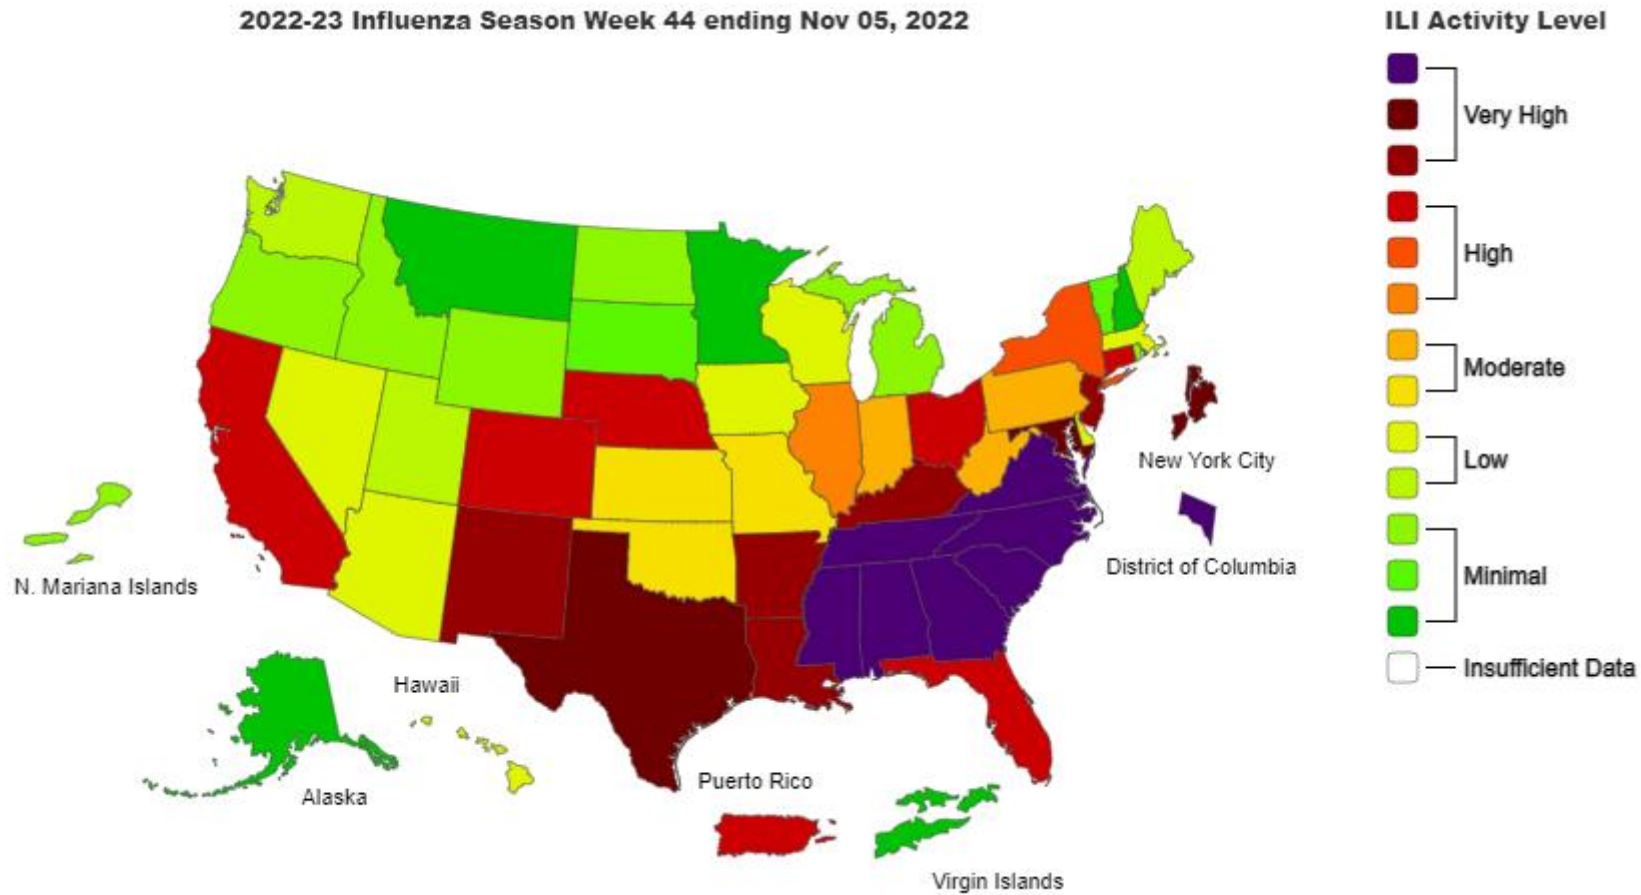 2022-23 Influenza Season Week 44 ending Nov 05, 2022
ILI Activity Level
Very High
High
Moderate
Low
Minimal
Insufficient Data
New York City
District of Columbia
N. Mariana Islands
Hawaii
Alaska
Puerto Rico
Virgin Islands